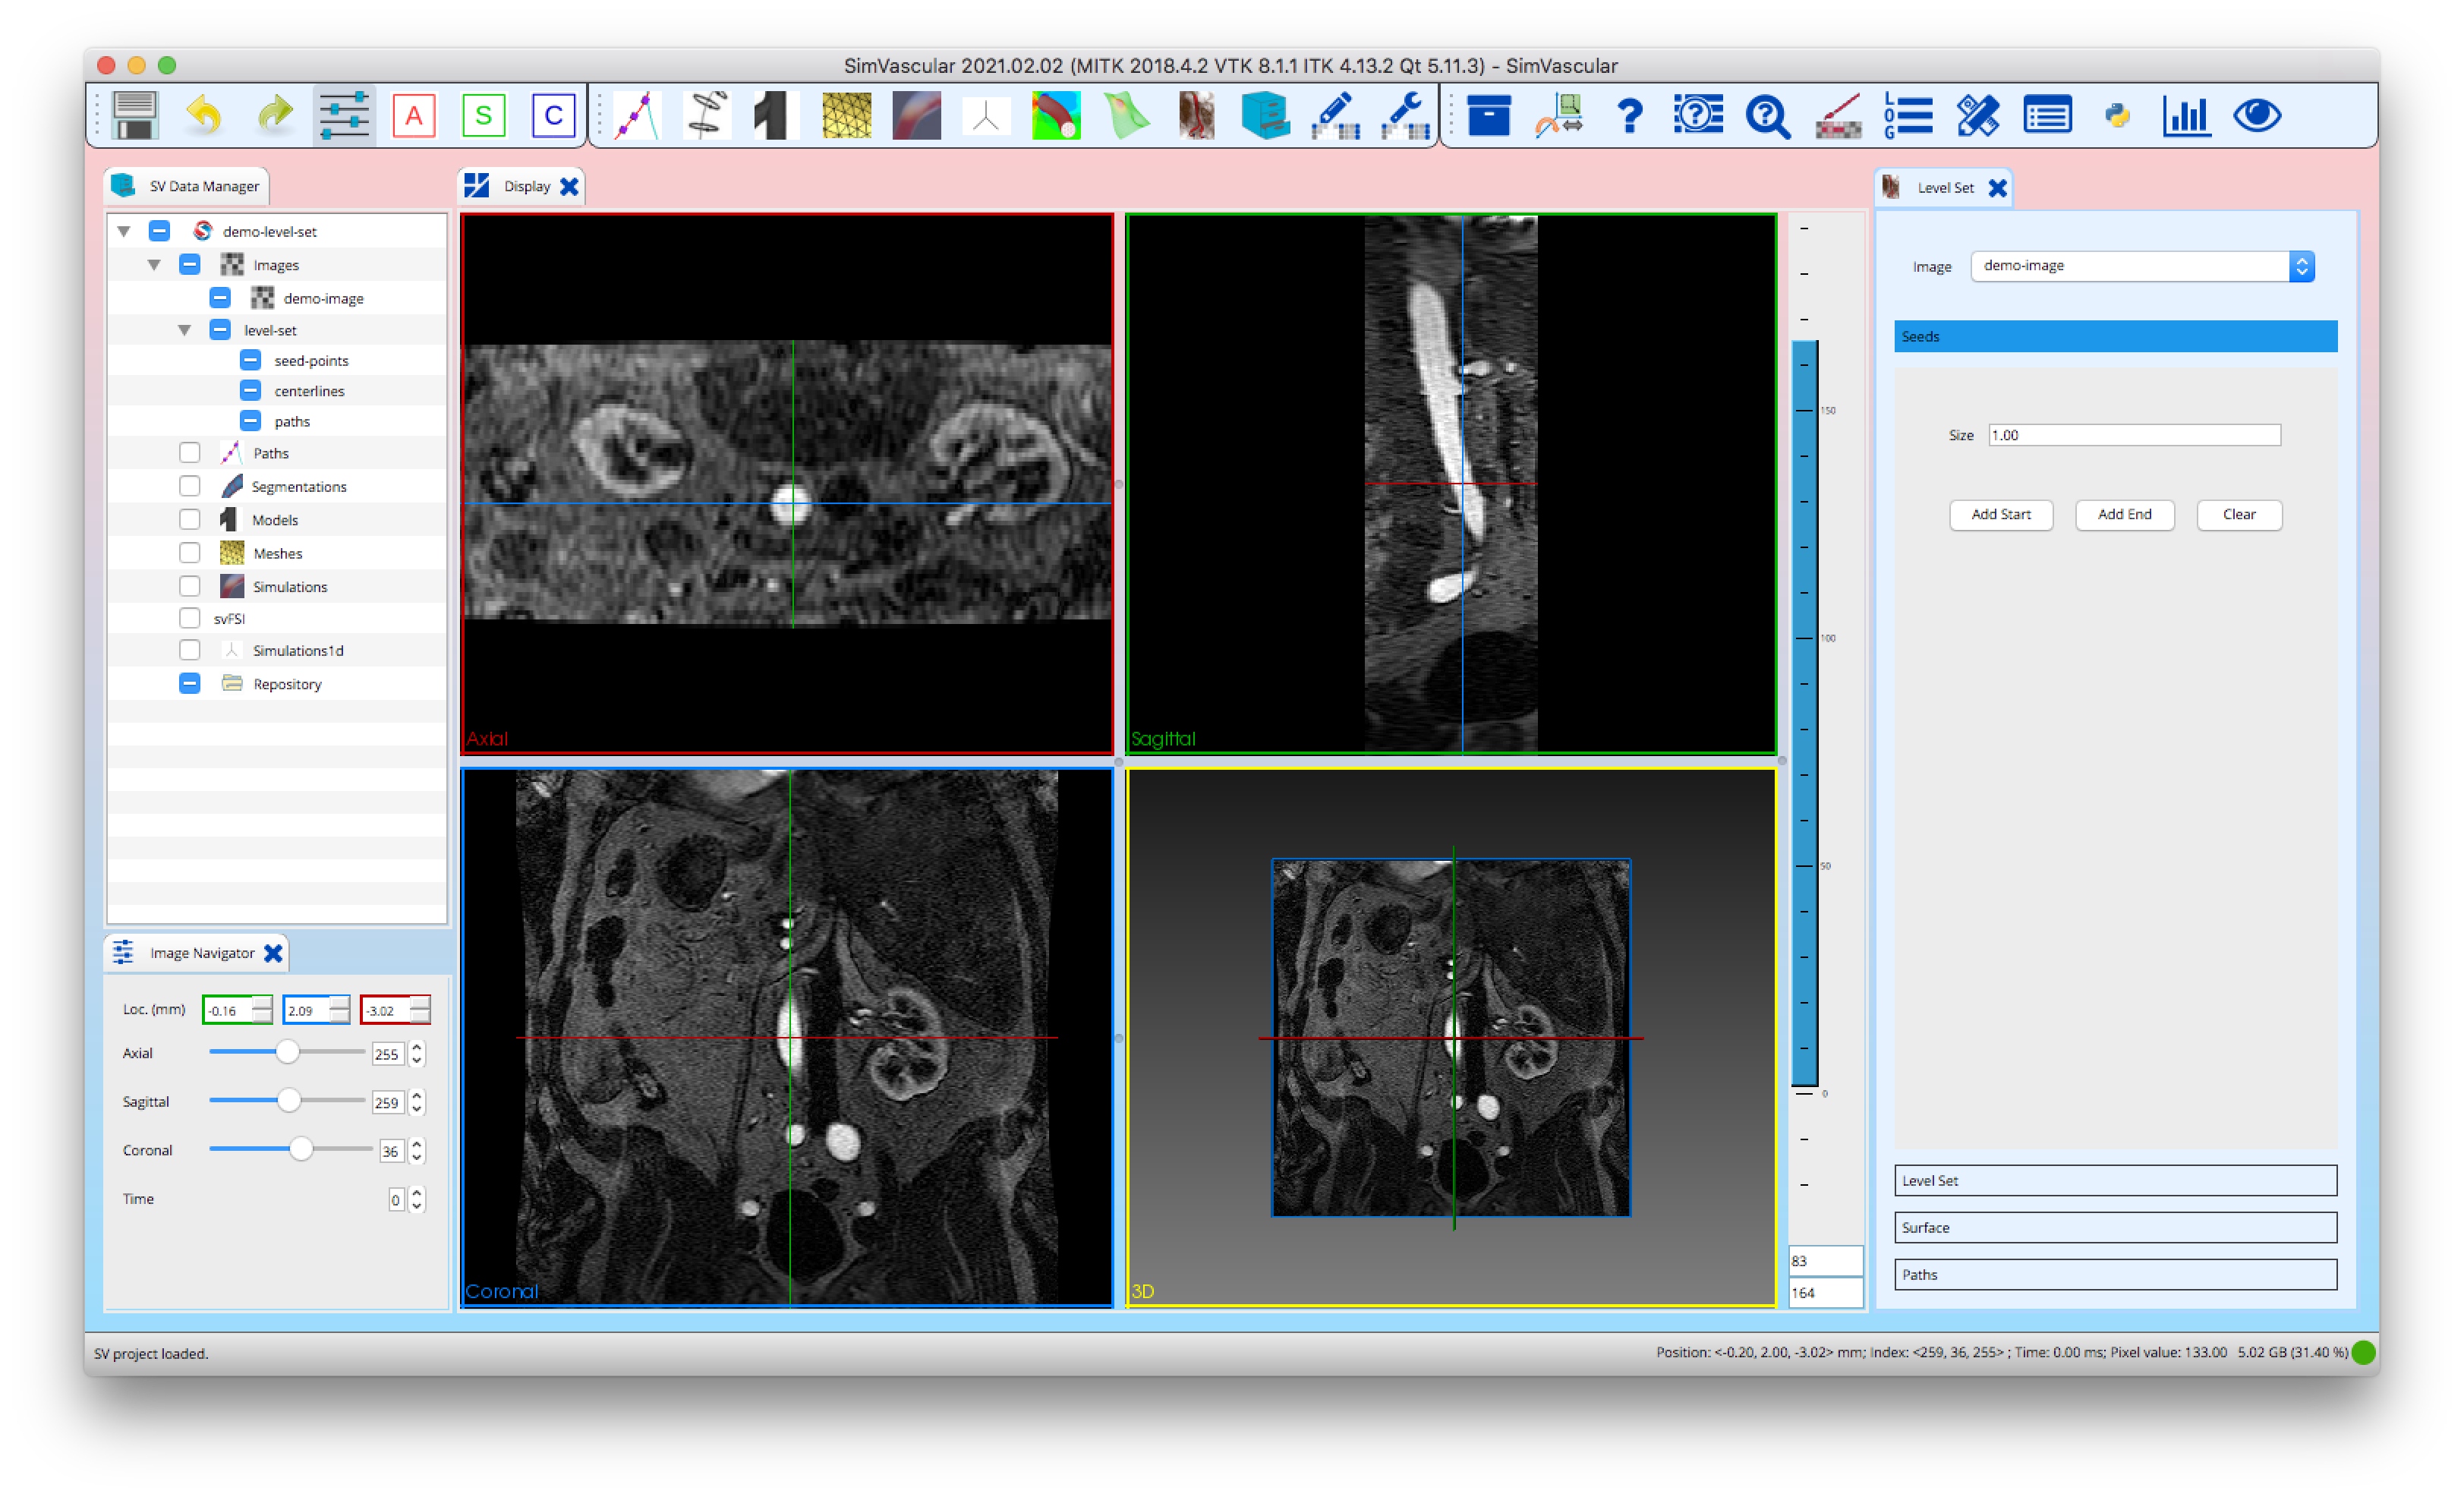 SimVascular 2021.02.02 (MITK 2018.4.2 VTK 8.1.1 ITK 4.13.2 Qt 5.11.3) - SimVascular
A
S
C
LOG
SV Data Manager
demo-level-set
Images
demo-image
level-set
seed-points
centerlines
paths
Paths
Segmentations
Models
Meshes
Simulations
svFSI
Simulations1d
Repository
Image Navigator
Loc. (mm) -0.16 2.09 -3.02
Axial 255
Sagittal 259
Coronal 36
Time 0
Display
Axial
Sagittal
Coronal
3D
150
100
50
0
83
164
Level Set
Image demo-image
Seeds
Size 1.00
Add Start Add End Clear
Level Set
Surface
Paths
SV project loaded.
Position: <-0.20, 2.00, -3.02> mm; Index: <259, 36, 255> ; Time: 0.00 ms; Pixel value: 133.00 5.02 GB (31.40 %)